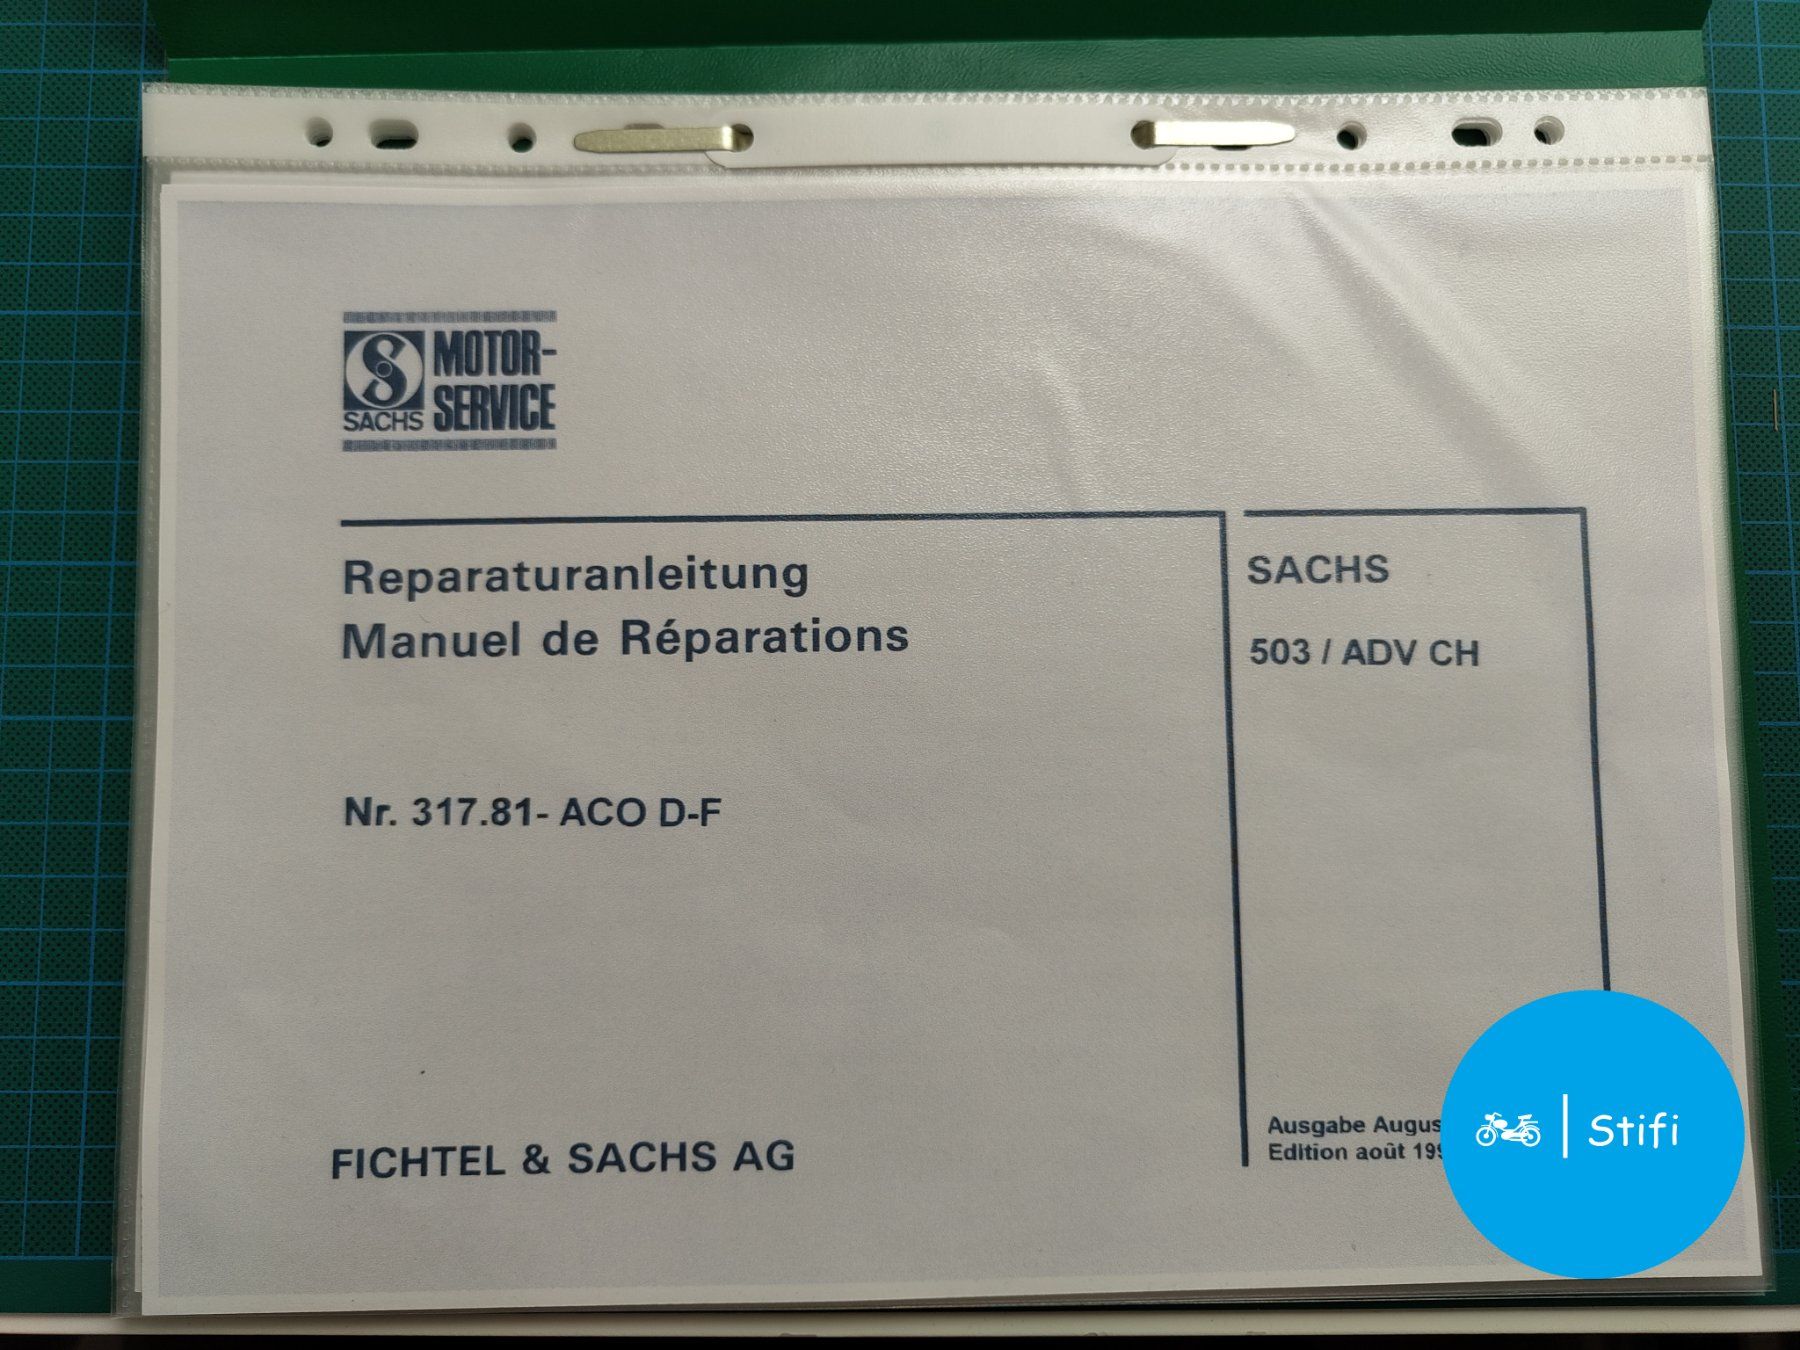 MOTOR-
SERVICE
SACHS
Reparaturanleitung
Manuel de Réparations
Nr. 317.81- ACO D-F
FICHTEL & SACHS AG
SACHS
503 / ADV CH
Ausgabe
Edition août
Stifi